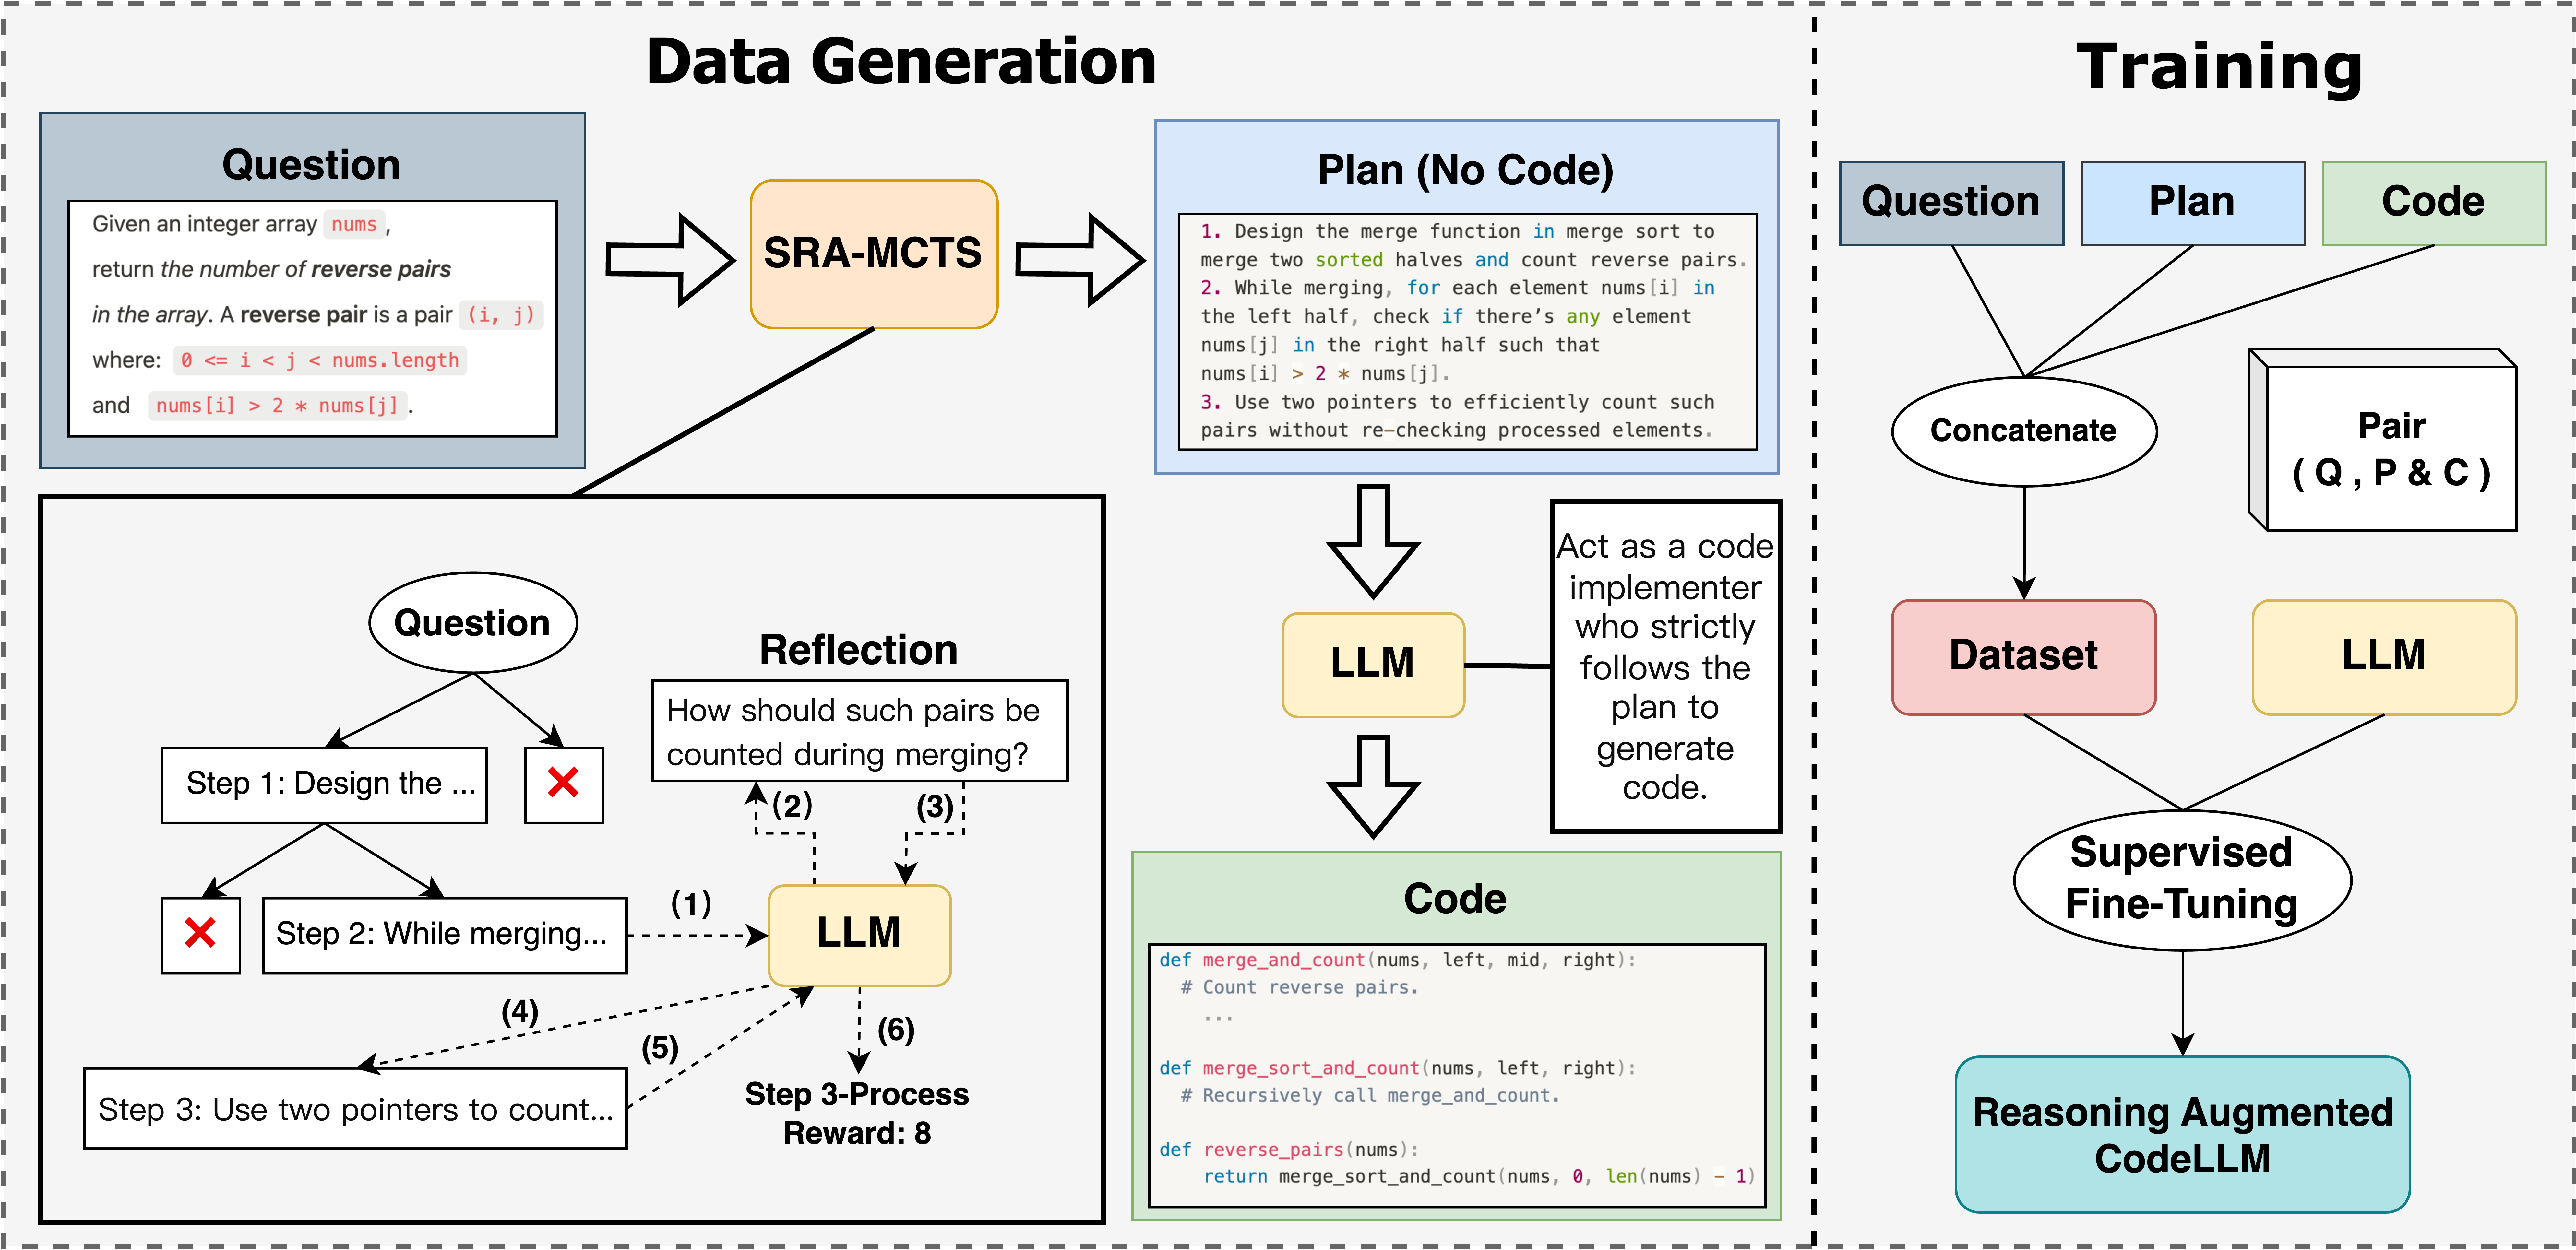 Data Generation
Question
Given an integer array nums ,
return the number of reverse pairs
in the array. A reverse pair is a pair (i, j)
where: 0 <= i < j < nums.length
and nums[i] > 2 * nums[j] .
SRA-MCTS
Plan (No Code)
1. Design the merge function in merge sort to
merge two sorted halves and count reverse pairs.
2. While merging, for each element nums[i] in
the left half, check if there’s any element
nums[j] in the right half such that
nums[i] > 2 * nums[j].
3. Use two pointers to efficiently count such
pairs without re-checking processed elements.
Question
Step 1: Design the ...
Step 2: While merging...
Reflection
How should such pairs be
counted during merging?
(2)
(3)
(1)
LLM
(4)
(5)
(6)
Step 3: Use two pointers to count...
Step 3-Process
Reward: 8
LLM
Act as a code
implementer
who strictly
follows the
plan to
generate
code.
Code
def merge_and_count(nums, left, mid, right):
# Count reverse pairs.
...
def merge_sort_and_count(nums, left, right):
# Recursively call merge_and_count.
def reverse_pairs(nums):
return merge_sort_and_count(nums, 0, len(nums) - 1)
Training
Question
Plan
Code
Concatenate
Pair
( Q , P & C )
Dataset
LLM
Supervised
Fine-Tuning
Reasoning Augmented
CodeLLM